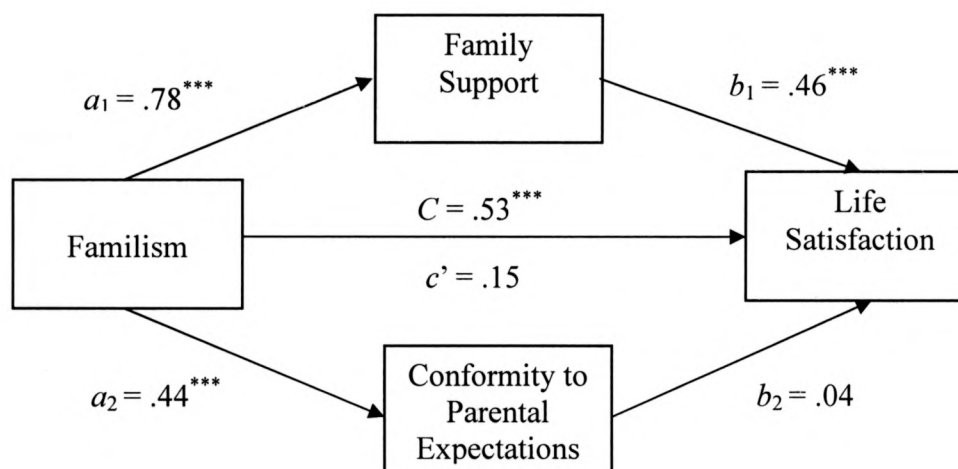 Family
Support
a₁ = .78***
b₁ = .46***
Familism
C = .53***
c’ = .15
Life
Satisfaction
a₂ = .44***
Conformity to
Parental
Expectations
b₂ = .04